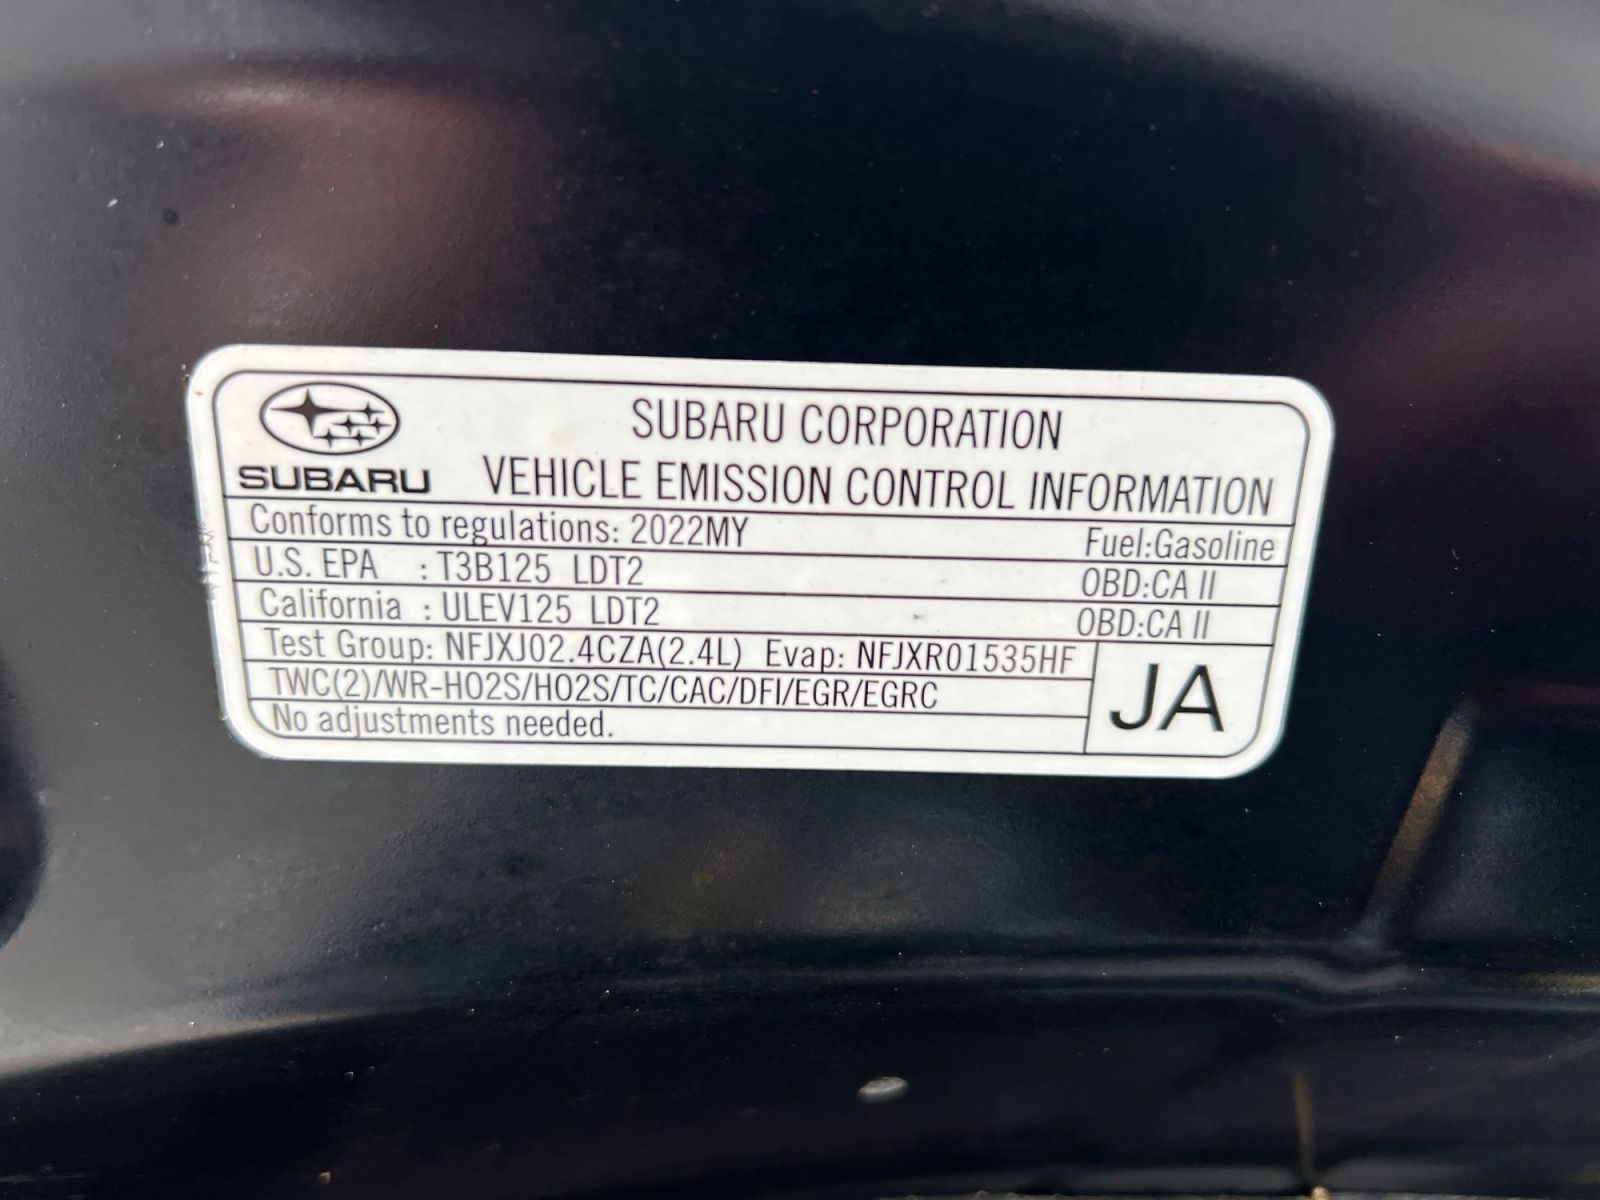 SUBARU CORPORATION
SUBARU VEHICLE EMISSION CONTROL INFORMATION
Conforms to regulations: 2022MY Fuel:Gasoline
U.S. EPA : T3B125 LDT2 OBD:CA II
California : ULEV125 LDT2 OBD:CA II
Test Group: NFJXJ02.4CZA(2.4L) Evap: NFJXR01535HF
TWC(2)/WR-HO2S/HO2S/TC/CAC/DFI/EGR/EGRC
No adjustments needed.
JA